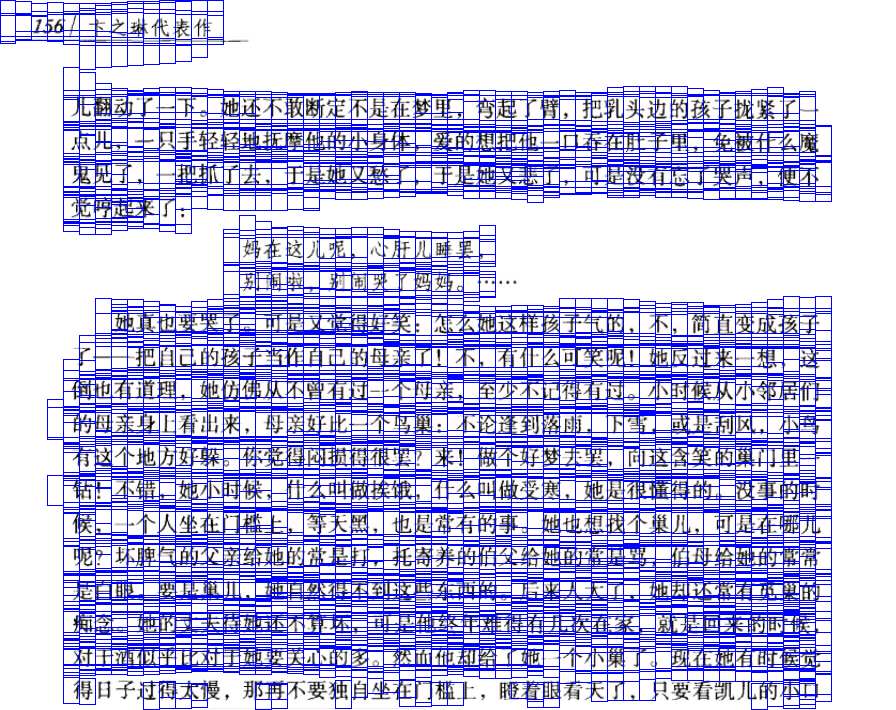 156 / 卞之琳代表作
儿翻动了一下。她还不敢断定不是在梦里，弯起了臂，把乳头边的孩子拢紧了一
点儿，一只手轻轻地抚摩他的小身体，爱的想把他一口吞在肚子里，免被什么魔
鬼见了，一把抓了去，于是她又愁了，于是她又悲了，可是没有忘了哭声，便不
觉哼起来了：
妈在这儿呢，心肝儿睡罢，
别闹啦，别闹哭了妈妈。……
她真也要哭了。可是又觉得好笑：怎么她这样孩子气的，不，简直变成孩子
了——把自己的孩子当作自己的母亲了！不，有什么可笑呢！她反过来一想，这
倒也有道理，她仿佛从不曾有过一个母亲，至少不记得有过。小时候从小邻居们
的母亲身上看出来，母亲好比一个鸟巢：不论逢到落雨，下雪，或是刮风，小鸟
有这个地方好躲。你觉得闷损得很罢？来！做个好梦去罢，向这含笑的巢门里一
钻！不错，她小时候，什么叫做挨饿，什么叫做受寒，她是很懂得的。没事的时
候，一个人坐在门槛上，等天黑，也是常有的事。她也想找个巢儿，可是在哪儿
呢？坏脾气的父亲给她的常是打，托寄养的伯父给她的常是骂，伯母给她的常常
是白眼。要是巢儿，她自然得不到这些东西的。后来人大了，她却还常有觅巢的
痴念。她的丈夫待她还不算坏，可是他终年难得有几次在家，就是回来的时候，
对于酒似乎比对于她要关心的多。然而他却给了她一个小巢了。现在她有时候觉
得日子过得太慢，那再不要独自坐在门槛上，瞪着眼看天了，只要看凯儿的小口